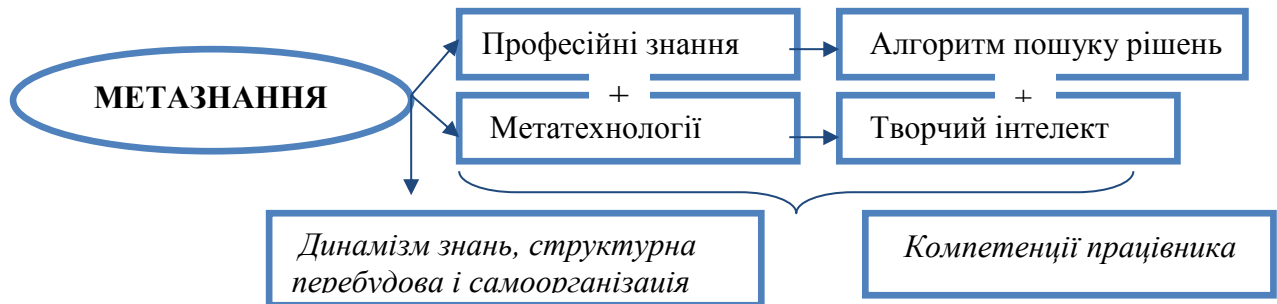 Професійні знання
Алгоритм пошуку рішень
МЕТАЗНАННЯ
+
+
Метатехнології
Творчий інтелект
Динамізм знань, структурна
перебудова і самоорганізація
Компетенції працівника